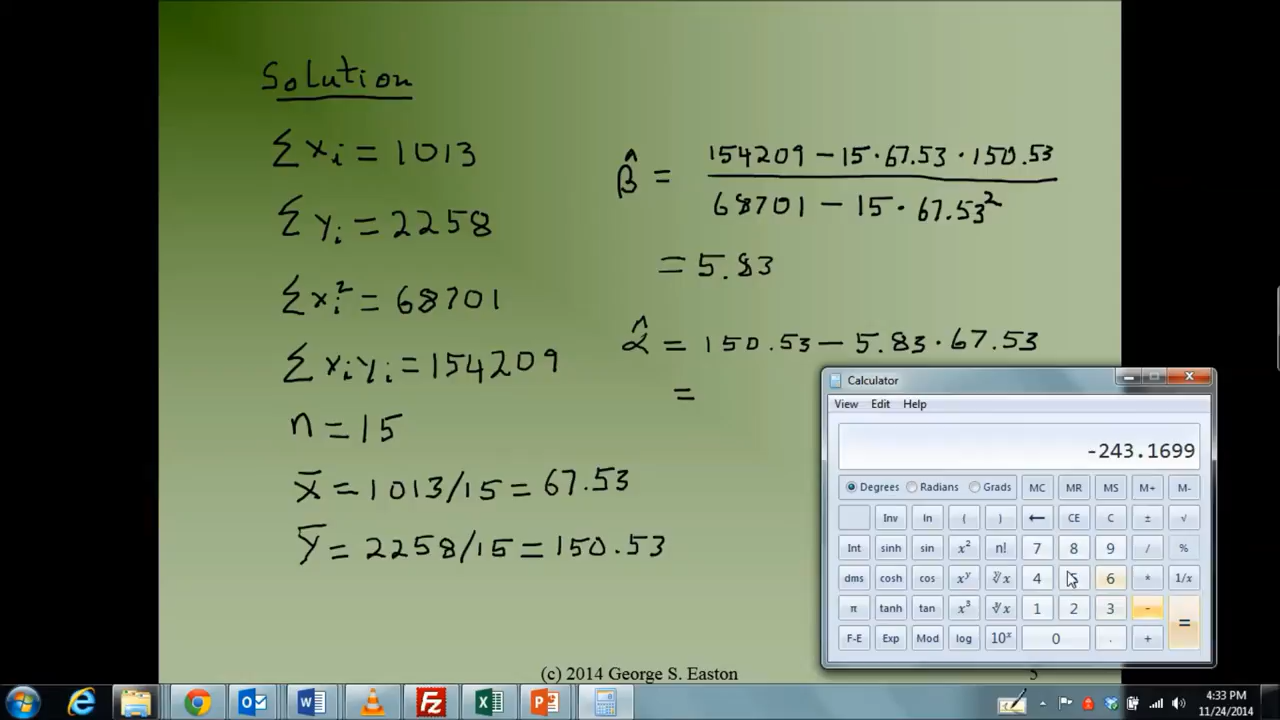 Solution
Σxᵢ = 1013
Σyᵢ = 2258
Σxᵢ² = 68701
Σxᵢyᵢ = 154209
n = 15
x̄ = 1013/15 = 67.53
ȳ = 2258/15 = 150.53
β̂ = 154209 - 15·67.53·150.53
68701 - 15·67.53²
= 5.83
α̂ = 150.53 - 5.83·67.53
=
Calculator
View Edit Help
-243.1699
Degrees Radians Grads MC MR MS M+ M-
Inv ln ( ) ← CE C ± √
Int sinh sin x² n! 7 8 9 / %
dms cosh cos xʸ ʸ√x 4 5 6 * 1/x
π tanh tan x³ ³√x 1 2 3 - =
F-E Exp Mod log 10ˣ 0 . +
(c) 2014 George S. Easton 5
4:33 PM
11/24/2014